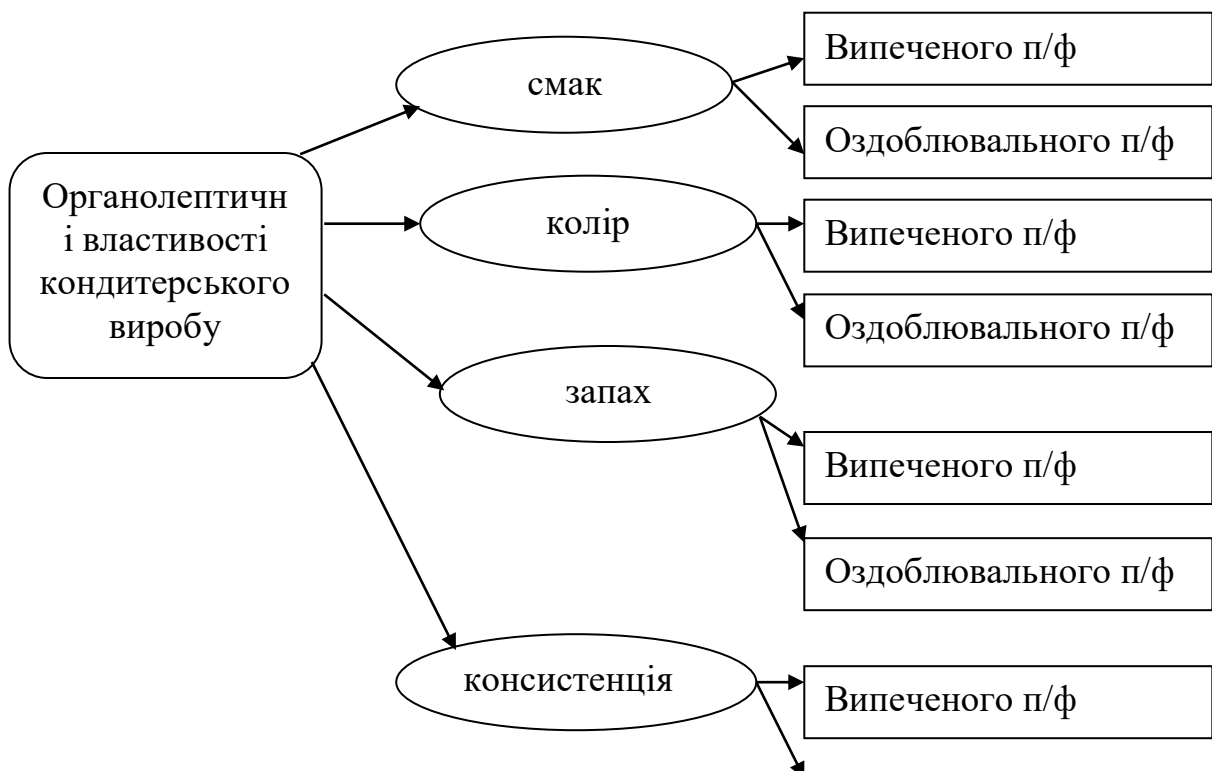 Органолептичн
і властивості
кондитерського
виробу
смак
Випеченого п/ф
Оздоблювального п/ф
колір
Випеченого п/ф
Оздоблювального п/ф
запах
Випеченого п/ф
Оздоблювального п/ф
консистенція
Випеченого п/ф